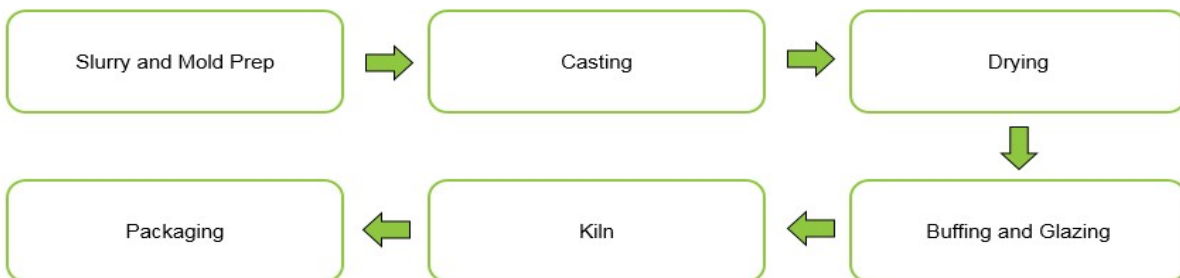 Slurry and Mold Prep
Casting
Drying
Buffing and Glazing
Kiln
Packaging